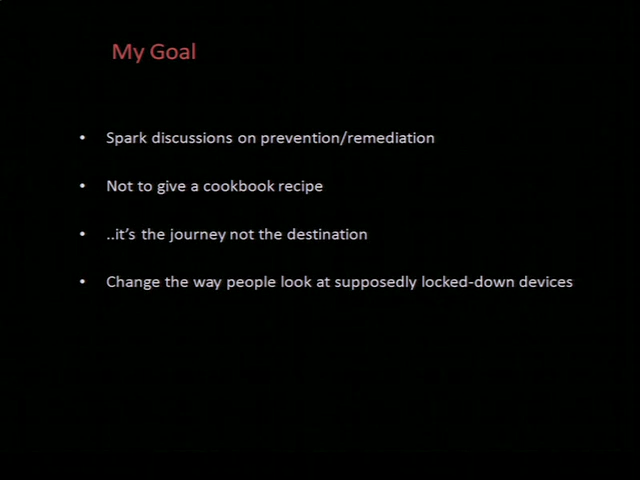 My Goal
• Spark discussions on prevention/remediation
• Not to give a cookbook recipe
• ..it's the journey not the destination
• Change the way people look at supposedly locked-down devices